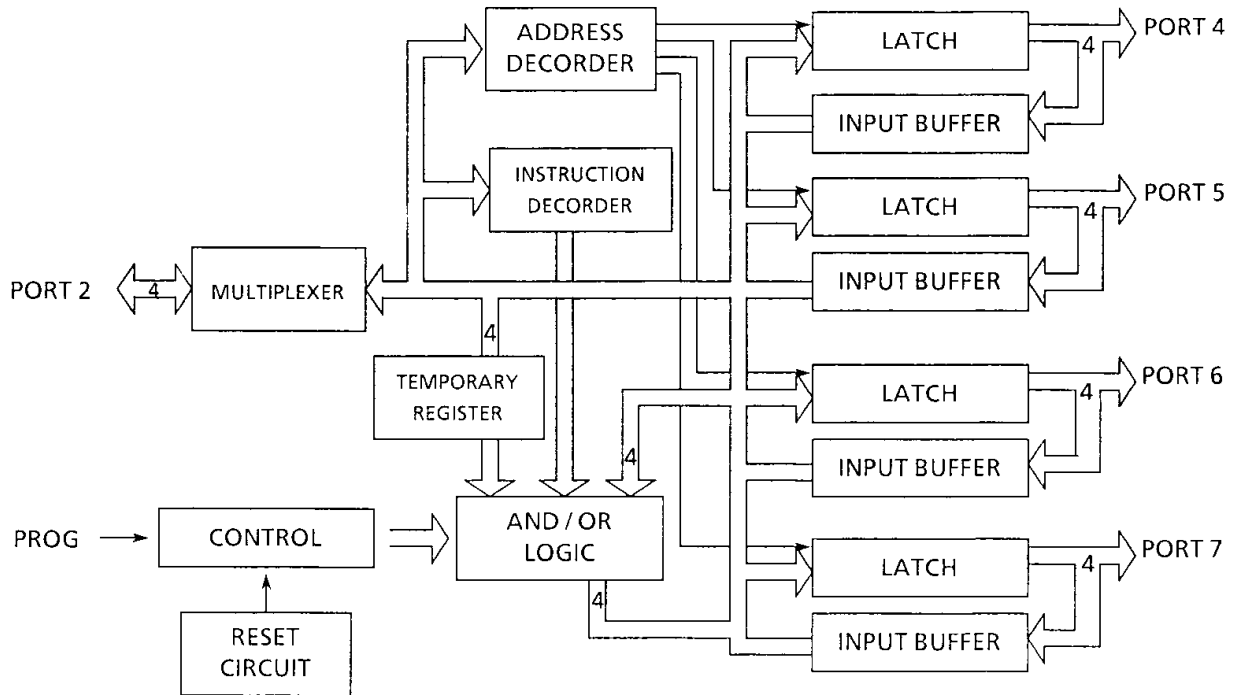 ADDRESS
DECORDER
LATCH
4
PORT 4
INPUT BUFFER
INSTRUCTION
DECORDER
LATCH
4
PORT 5
PORT 2
4
MULTIPLEXER
INPUT BUFFER
4
TEMPORARY
REGISTER
LATCH
4
PORT 6
4
INPUT BUFFER
PROG
CONTROL
AND / OR
LOGIC
LATCH
4
PORT 7
4
RESET
CIRCUIT
INPUT BUFFER